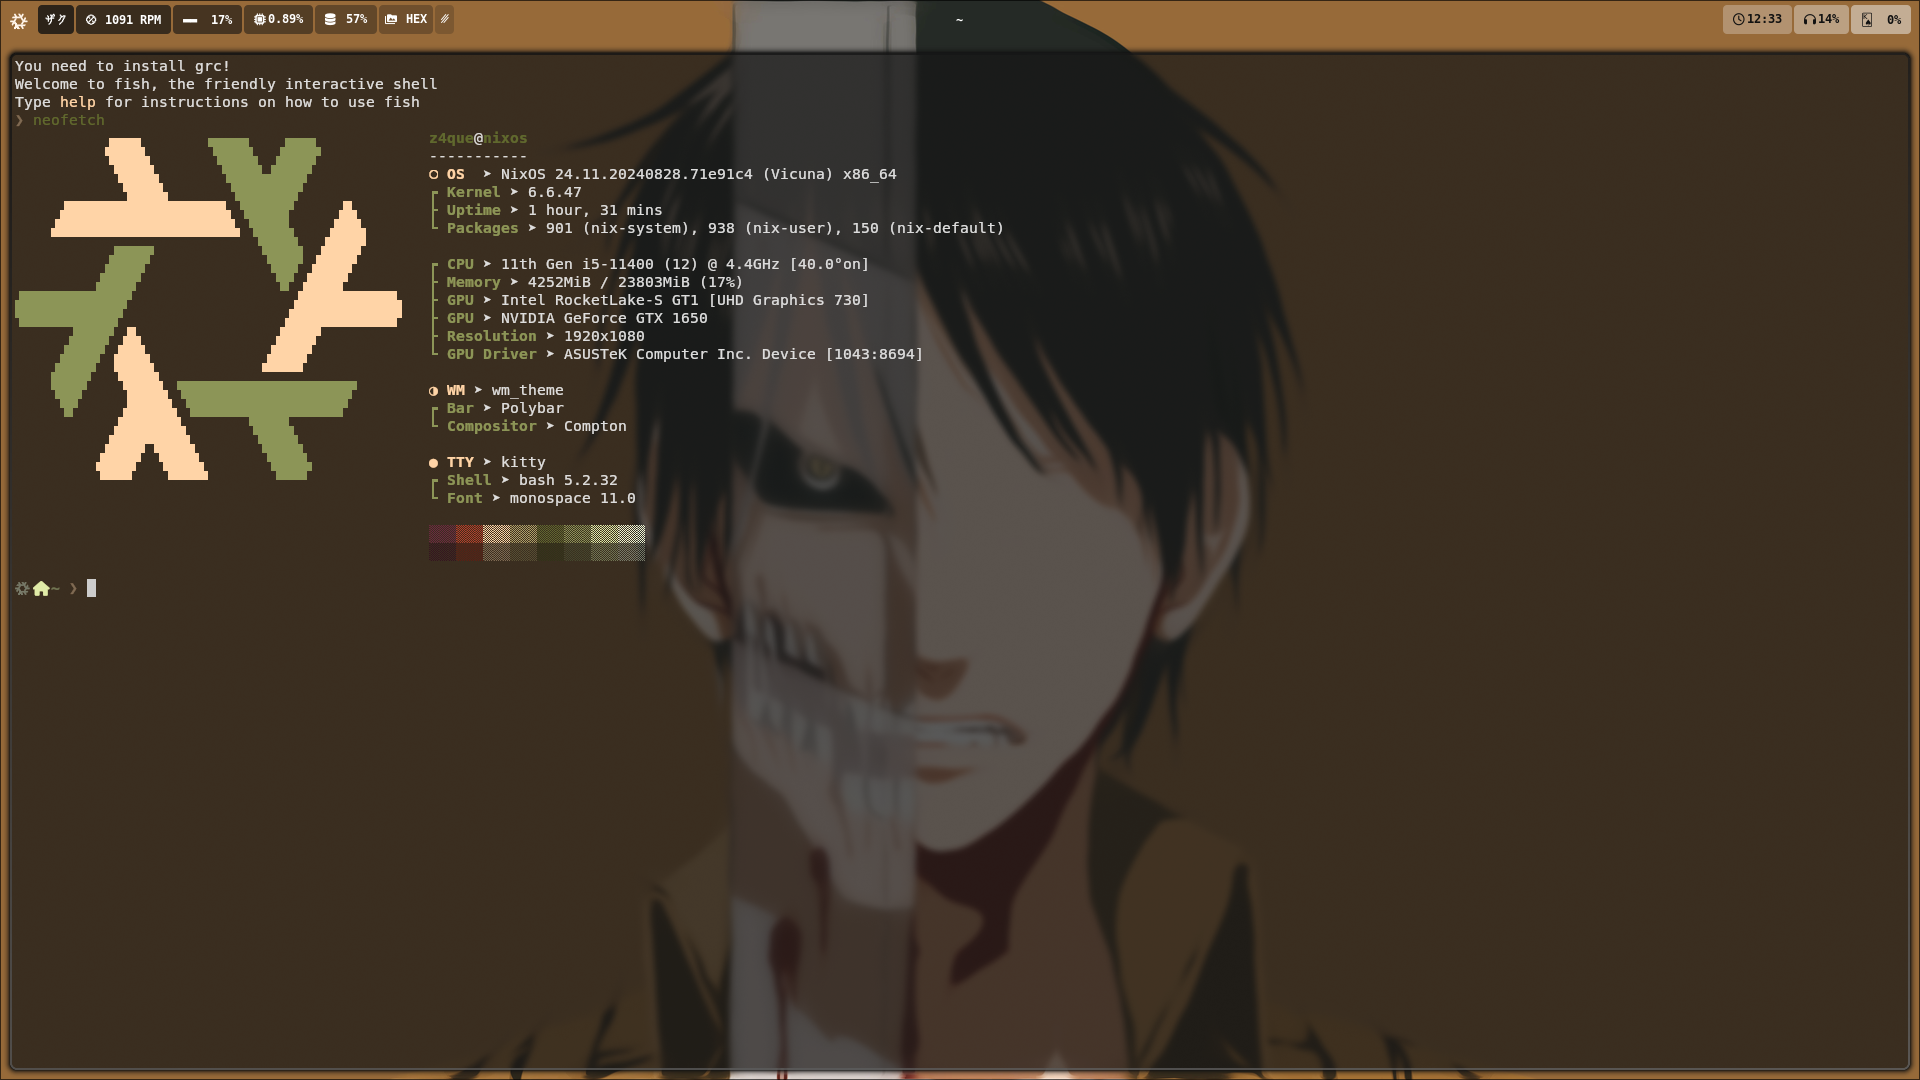 ザク 1091 RPM 17% 0.89% 57% HEX ~ 12:33 14% 0%
You need to install grc!
Welcome to fish, the friendly interactive shell
Type help for instructions on how to use fish
❯ neofetch
z4que@nixos
-----------
OS ➤ NixOS 24.11.20240828.71e91c4 (Vicuna) x86_64
Kernel ➤ 6.6.47
Uptime ➤ 1 hour, 31 mins
Packages ➤ 901 (nix-system), 938 (nix-user), 150 (nix-default)
CPU ➤ 11th Gen i5-11400 (12) @ 4.4GHz [40.0°on]
Memory ➤ 4252MiB / 23803MiB (17%)
GPU ➤ Intel RocketLake-S GT1 [UHD Graphics 730]
GPU ➤ NVIDIA GeForce GTX 1650
Resolution ➤ 1920x1080
GPU Driver ➤ ASUSTeK Computer Inc. Device [1043:8694]
WM ➤ wm_theme
Bar ➤ Polybar
Compositor ➤ Compton
TTY ➤ kitty
Shell ➤ bash 5.2.32
Font ➤ monospace 11.0
~ ❯